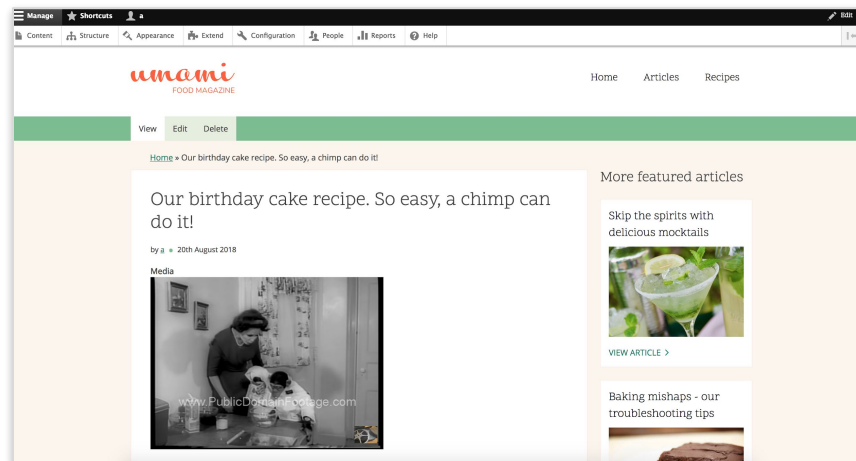 Manage Shortcuts a Edit
Content Structure Appearance Extend Configuration People Reports Help
umami
FOOD MAGAZINE
Home Articles Recipes
View Edit Delete
Home » Our birthday cake recipe. So easy, a chimp can do it!
Our birthday cake recipe. So easy, a chimp can
do it!
by a 20th August 2018
Media
www.PublicDomainFootage.com
More featured articles
Skip the spirits with
delicious mocktails
VIEW ARTICLE >
Baking mishaps - our
troubleshooting tips